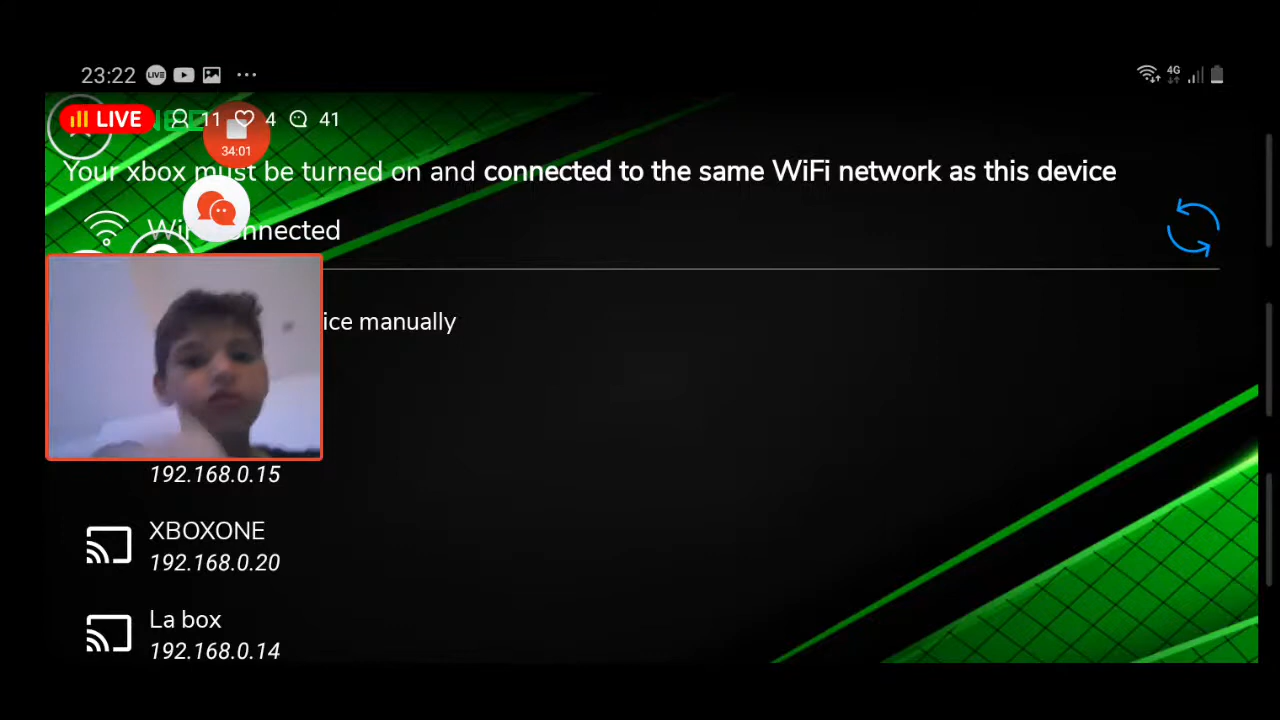 23:22 LIVE ... 4G
LIVE 11 4 41
34:01
Your xbox must be turned on and connected to the same WiFi network as this device
ice manually
192.168.0.15
XBOXONE
192.168.0.20
La box
192.168.0.14